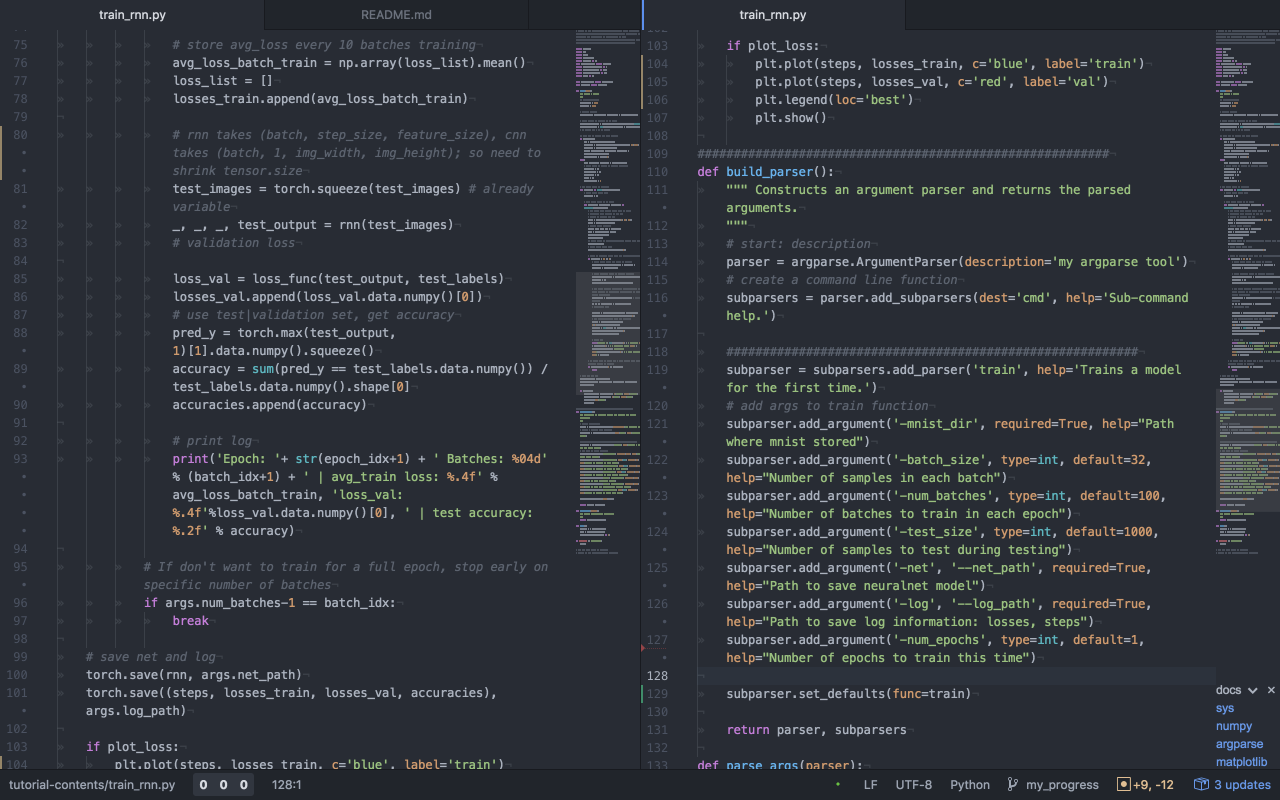 train_rnn.py
README.md
75 # store avg_loss every 10 batches training
76 avg_loss_batch_train = np.array(loss_list).mean()
77 loss_list = []
78 losses_train.append(avg_loss_batch_train)
79
80 # rnn takes (batch, step_size, feature_size), cnn
takes (batch, 1, img_width, img_height); so need to
shrink tensor.size
81 test_images = torch.squeeze(test_images) # already
variable
82 _, _, _, test_output = rnn(test_images)
83 # validation loss
84
85 loss_val = loss_func(test_output, test_labels)
86 losses_val.append(loss_val.data.numpy()[0])
87 # use test|validation set, get accuracy
88 pred_y = torch.max(test_output,
1)[1].data.numpy().squeeze()
89 accuracy = sum(pred_y == test_labels.data.numpy()) /
test_labels.data.numpy().shape[0]
90 accuracies.append(accuracy)
91
92 # print log
93 print('Epoch: '+ str(epoch_idx+1) + ' Batches: %04d'
% (batch_idx+1) + ' | avg_train loss: %.4f' %
avg_loss_batch_train, 'loss_val:
%.4f'%loss_val.data.numpy()[0], ' | test accuracy:
%.2f' % accuracy)
94
95 # If don't want to train for a full epoch, stop early on
specific number of batches
96 if args.num_batches-1 == batch_idx:
97 break
98
99 # save net and log
100 torch.save(rnn, args.net_path)
101 torch.save((steps, losses_train, losses_val, accuracies),
args.log_path)
102
103 if plot_loss:
104 plt.plot(steps, losses_train, c='blue', label='train')
train_rnn.py
103 if plot_loss:
104 plt.plot(steps, losses_train, c='blue', label='train')
105 plt.plot(steps, losses_val, c='red', label='val')
106 plt.legend(loc='best')
107 plt.show()
108
109 #########################################################
110 def build_parser():
111 """ Constructs an argument parser and returns the parsed
arguments.
112 """
113 # start: description
114 parser = argparse.ArgumentParser(description='my argparse tool')
115 # create a command line function
116 subparsers = parser.add_subparsers(dest='cmd', help='Sub-command
help.')
117
118 #########################################################
119 subparser = subparsers.add_parser('train', help='Trains a model
for the first time.')
120 # add args to train function
121 subparser.add_argument('-mnist_dir', required=True, help="Path
where mnist stored")
122 subparser.add_argument('-batch_size', type=int, default=32,
help="Number of samples in each batch")
123 subparser.add_argument('-num_batches', type=int, default=100,
help="Number of batches to train in each epoch")
124 subparser.add_argument('-test_size', type=int, default=1000,
help="Number of samples to test during testing")
125 subparser.add_argument('-net', '--net_path', required=True,
help="Path to save neuralnet model")
126 subparser.add_argument('-log', '--log_path', required=True,
help="Path to save log information: losses, steps")
127 subparser.add_argument('-num_epochs', type=int, default=1,
help="Number of epochs to train this time")
128
129 subparser.set_defaults(func=train)
130
131 return parser, subparsers
132
133 def parse_args(parser):
docs
sys
numpy
argparse
matplotlib
tutorial-contents/train_rnn.py 0 0 0 128:1 LF UTF-8 Python my_progress +9, -12 3 updates